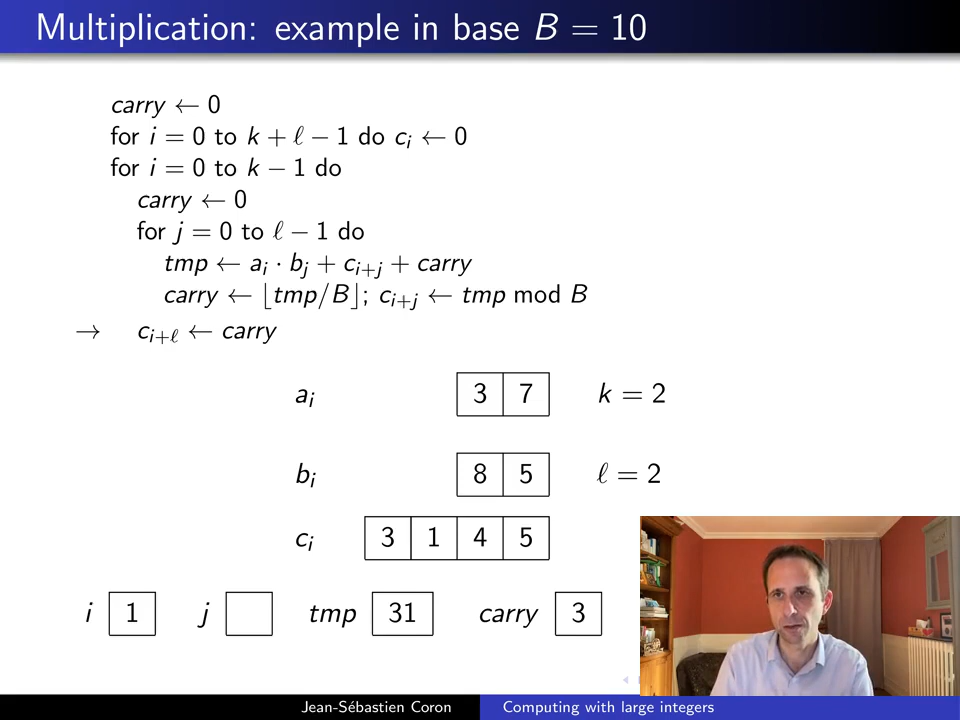 Multiplication: example in base B = 10
carry ← 0
for i = 0 to k + ℓ − 1 do c_i ← 0
for i = 0 to k − 1 do
carry ← 0
for j = 0 to ℓ − 1 do
tmp ← a_i · b_j + c_{i+j} + carry
carry ← ⌊tmp/B⌋; c_{i+j} ← tmp mod B
→ c_{i+ℓ} ← carry
a_i 3 7 k = 2
b_i 8 5 ℓ = 2
c_i 3 1 4 5
i 1 j tmp 31 carry 3
Jean-Sébastien Coron Computing with large integers